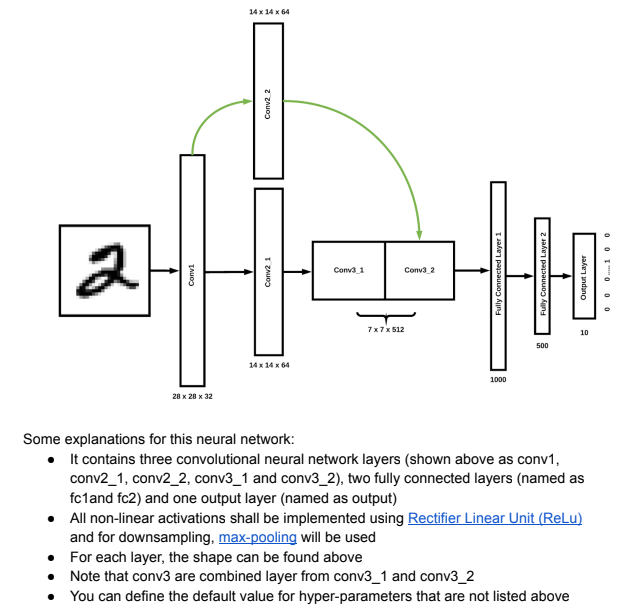 14 x 14 x 64
Conv2_2
Conv1
Conv2_1
Conv3_1
Conv3_2
7 x 7 x 512
14 x 14 x 64
28 x 28 x 32
Fully Connected Layer 1
1000
Fully Connected Layer 2
500
Output Layer
10
0 0 0 ..... 1 0 0
Some explanations for this neural network:
● It contains three convolutional neural network layers (shown above as conv1,
conv2_1, conv2_2, conv3_1 and conv3_2), two fully connected layers (named as
fc1and fc2) and one output layer (named as output)
● All non-linear activations shall be implemented using Rectifier Linear Unit (ReLu)
and for downsampling, max-pooling will be used
● For each layer, the shape can be found above
● Note that conv3 are combined layer from conv3_1 and conv3_2
● You can define the default value for hyper-parameters that are not listed above